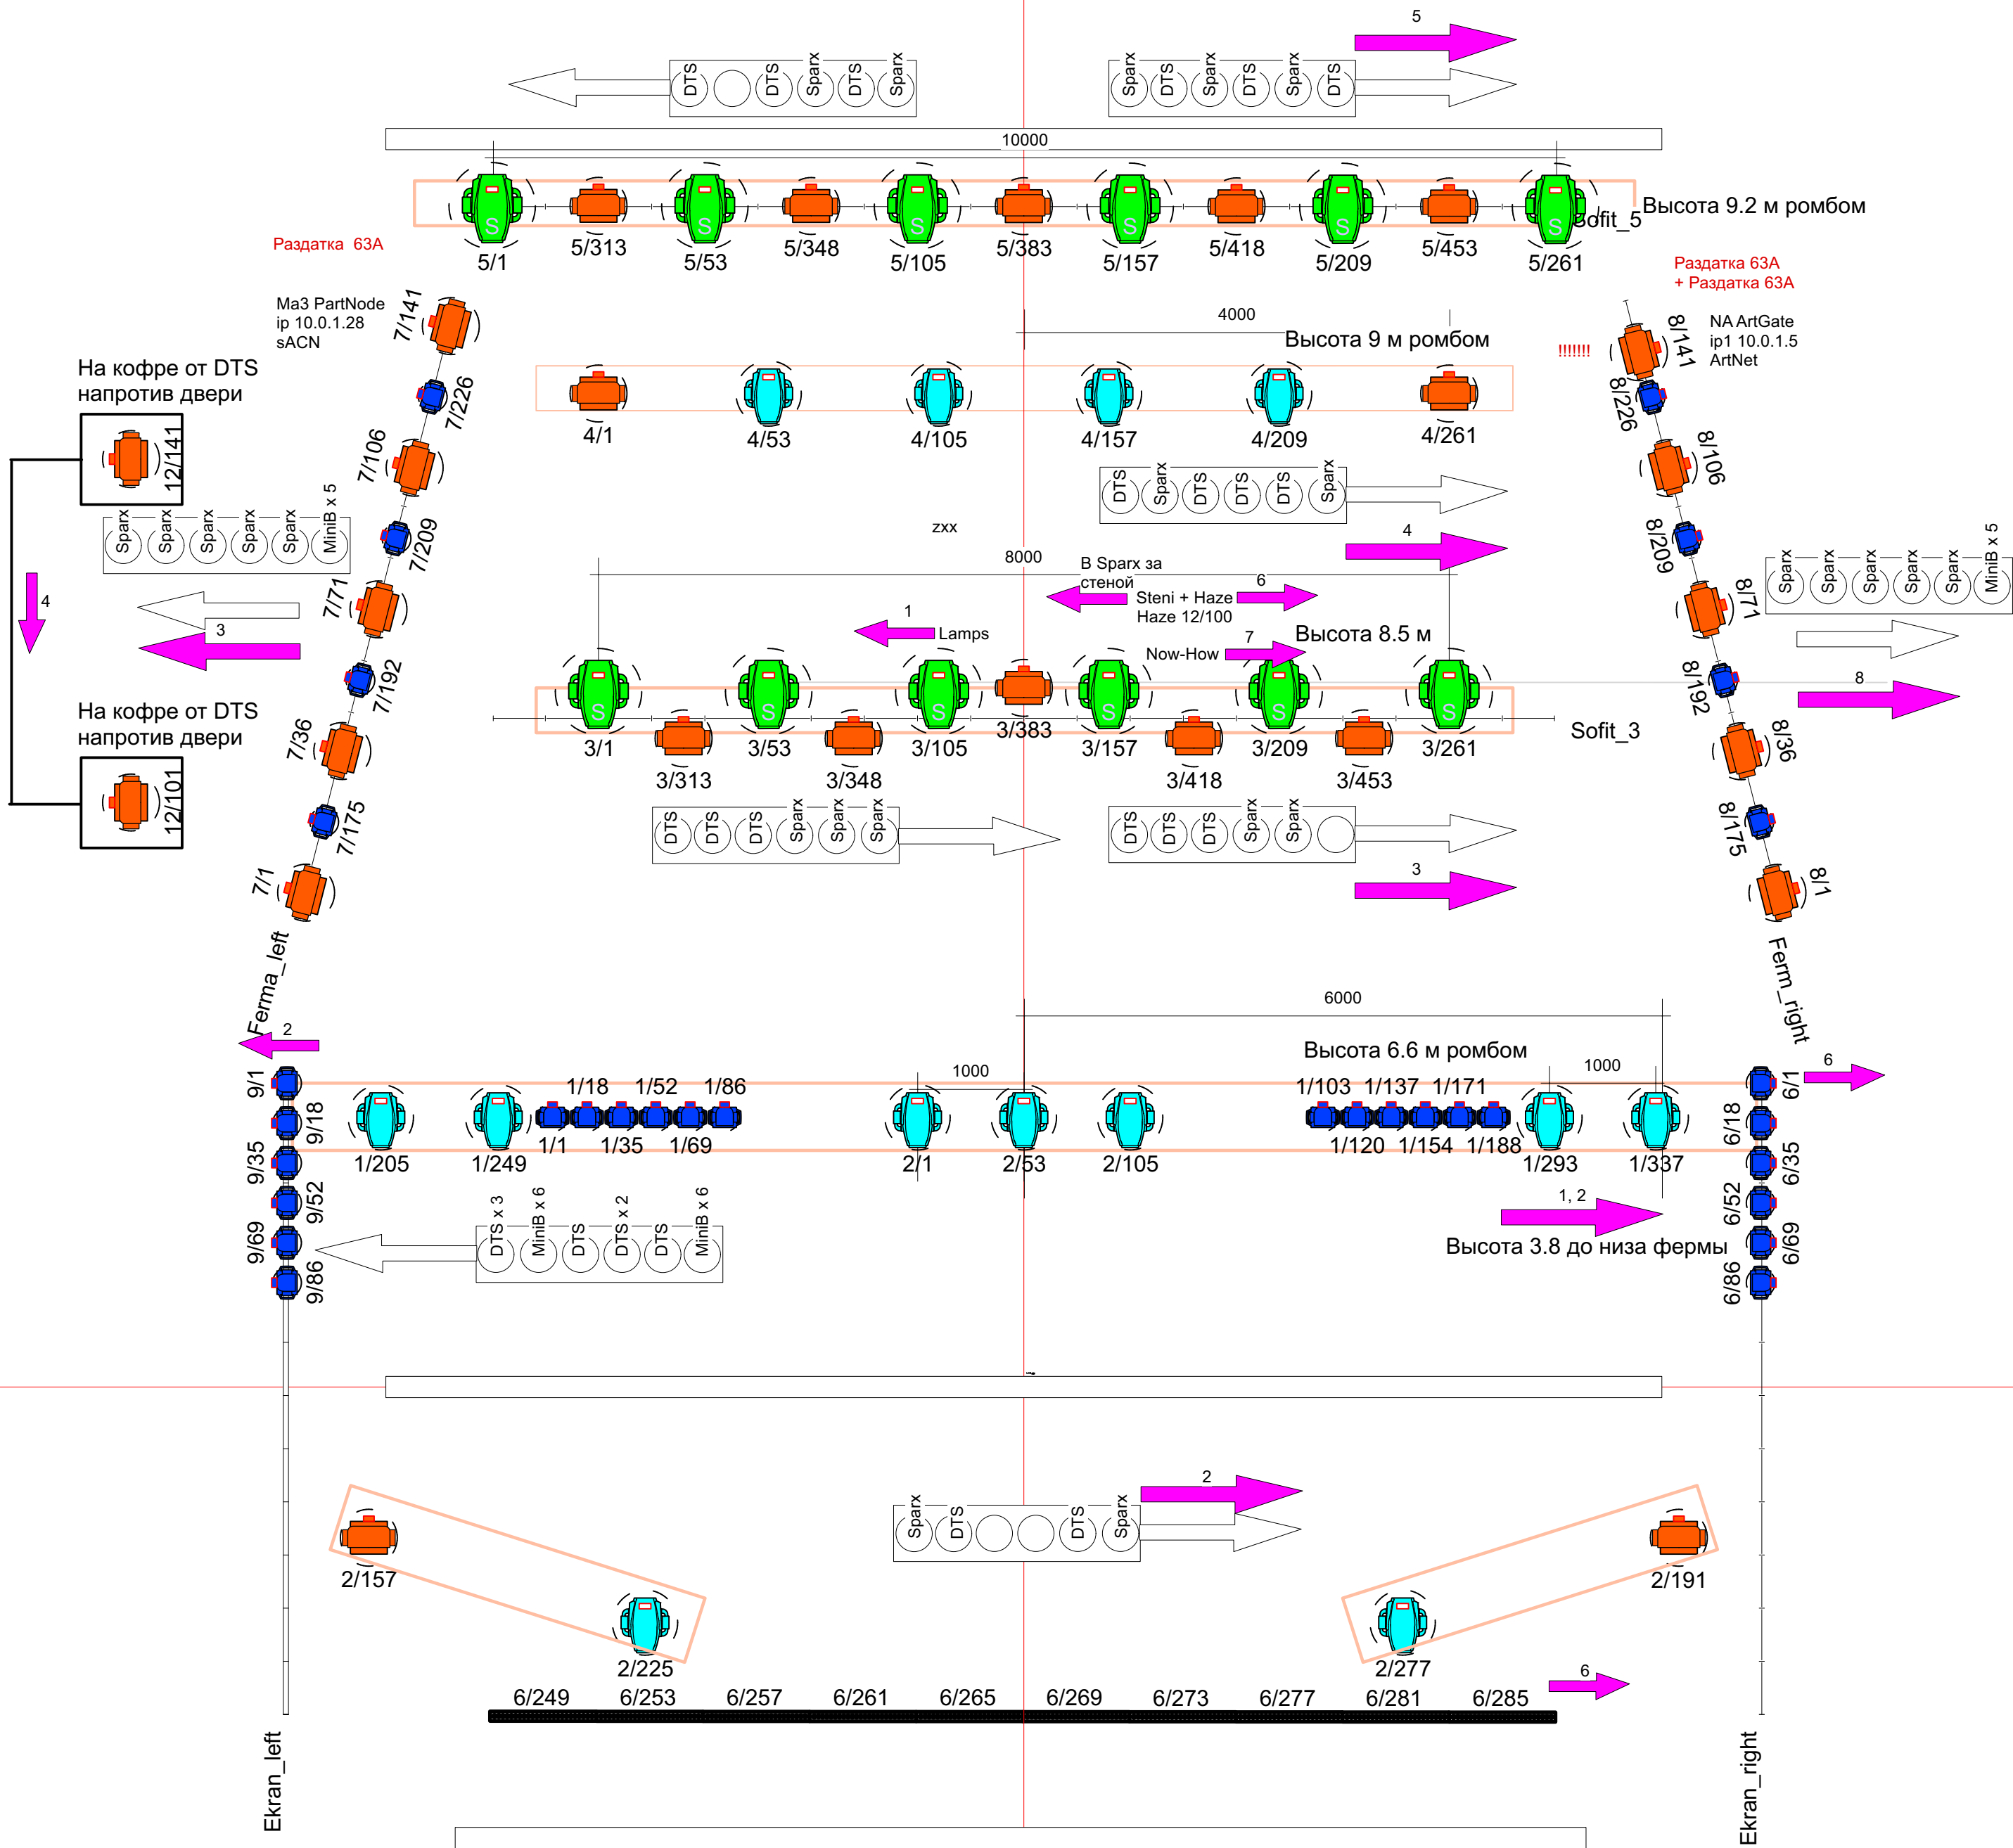 5
DTS
DTS
Sparx
DTS
Sparx
Sparx
DTS
Sparx
DTS
Sparx
DTS
10000
S
S
S
S
S
S
Высота 9.2 м ромбом
Sofit_5
5/1
5/313
5/53
5/348
5/105
5/383
5/157
5/418
5/209
5/453
5/261
Раздатка 63А
Раздатка 63А
+ Раздатка 63А
Ma3 PartNode
ip 10.0.1.28
sACN
NA ArtGate
ip1 10.0.1.5
ArtNet
!!!!!!!
4000
Высота 9 м ромбом
4/1
4/53
4/105
4/157
4/209
4/261
На кофре от DTS
напротив двери
12/141
7/141
7/226
7/106
7/209
7/71
7/192
7/36
7/175
7/1
Ferma_left
8/141
8/226
8/106
8/209
8/71
8/192
8/36
8/175
8/1
Ferm_right
Sparx
Sparx
Sparx
Sparx
Sparx
MiniB x 5
DTS
Sparx
DTS
DTS
DTS
Sparx
Sparx
Sparx
Sparx
Sparx
Sparx
MiniB x 5
zxx
4
8000
В Sparx за
стеной
6
Steni + Haze
Haze 12/100
4
3
1
Lamps
7
Now-How
Высота 8.5 м
8
На кофре от DTS
напротив двери
12/101
S
S
S
S
S
S
Sofit_3
3/1
3/313
3/53
3/348
3/105
3/383
3/157
3/418
3/209
3/453
3/261
DTS
DTS
DTS
Sparx
Sparx
Sparx
DTS
DTS
DTS
Sparx
Sparx
3
6000
2
Высота 6.6 м ромбом
1000
1000
6
9/1
9/18
9/35
9/52
9/69
9/86
1/18
1/52
1/86
1/103
1/137
1/171
1/205
1/249
1/1
1/35
1/69
2/1
2/53
2/105
1/120
1/154
1/188
1/293
1/337
6/1
6/18
6/35
6/52
6/69
6/86
DTS x 3
MiniB x 6
DTS
DTS x 2
DTS
MiniB x 6
1, 2
Высота 3.8 до низа фермы
2
Sparx
DTS
DTS
Sparx
2/157
2/191
2/225
2/277
6
6/249
6/253
6/257
6/261
6/265
6/269
6/273
6/277
6/281
6/285
Ekran_left
Ekran_right